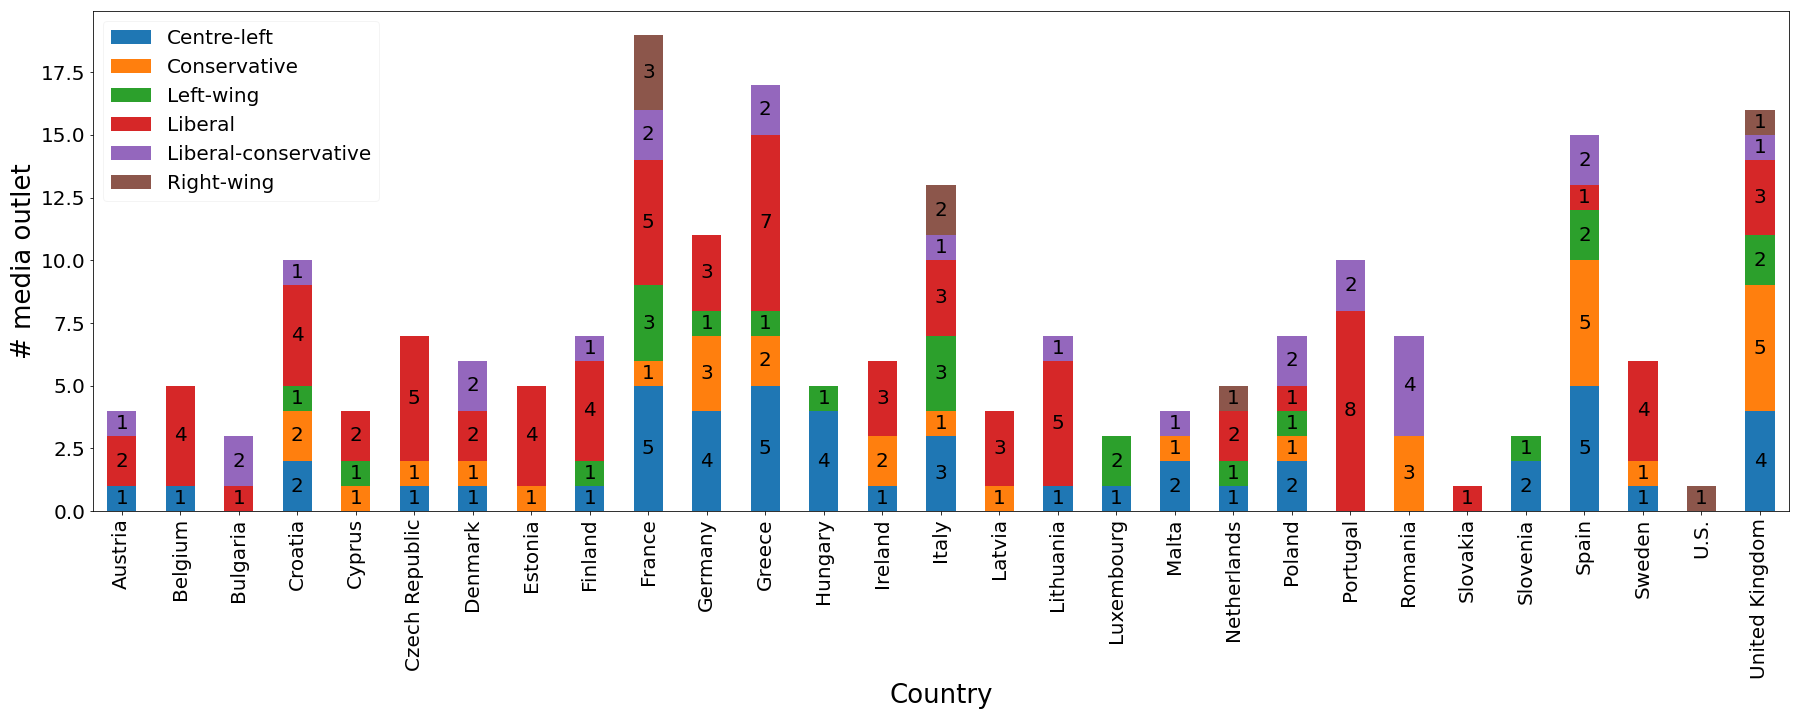 Centre-left
Conservative
Left-wing
Liberal
Liberal-conservative
Right-wing
# media outlet
17.5
15.0
12.5
10.0
7.5
5.0
2.5
0.0
1 2 1
1 4
1 2
2 2 1 4 1
1 1 2
1 1 5
1 1 2 2
1 4
1 1 4 1
5 1 3 5 2 3
4 3 1 3
5 2 1 7 2
4 1
1 2 3
3 1 3 3 1 2
1 3
1 5 1
1 2
2 1 1
1 1 2 1
2 1 1 1 2
8 2
3 4
1
2 1
5 5 2 1 2
1 1 4
1
4 5 2 3 1 1
Austria
Belgium
Bulgaria
Croatia
Cyprus
Czech Republic
Denmark
Estonia
Finland
France
Germany
Greece
Hungary
Ireland
Italy
Latvia
Lithuania
Luxembourg
Malta
Netherlands
Poland
Portugal
Romania
Slovakia
Slovenia
Spain
Sweden
U.S.
United Kingdom
Country